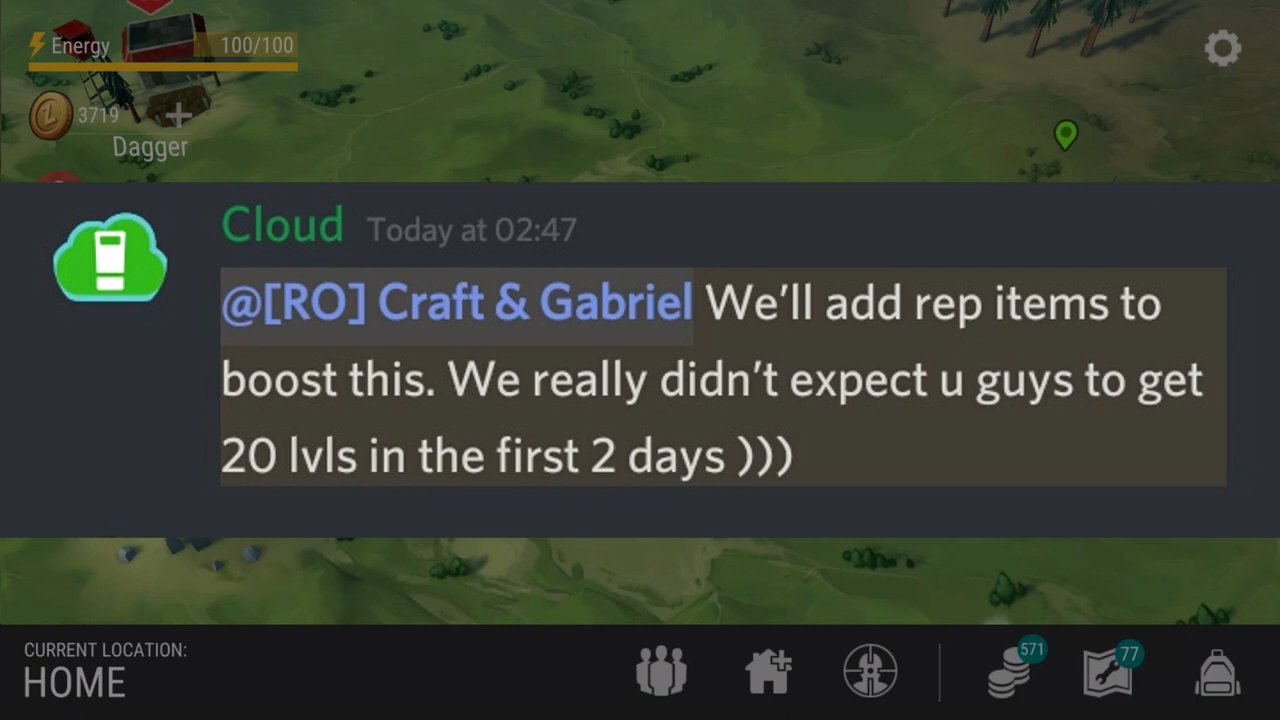 Energy 100/100
3719
Dagger
Cloud Today at 02:47
@[RO] Craft & Gabriel We'll add rep items to
boost this. We really didn't expect u guys to get
20 lvls in the first 2 days )))
CURRENT LOCATION:
HOME
571
77